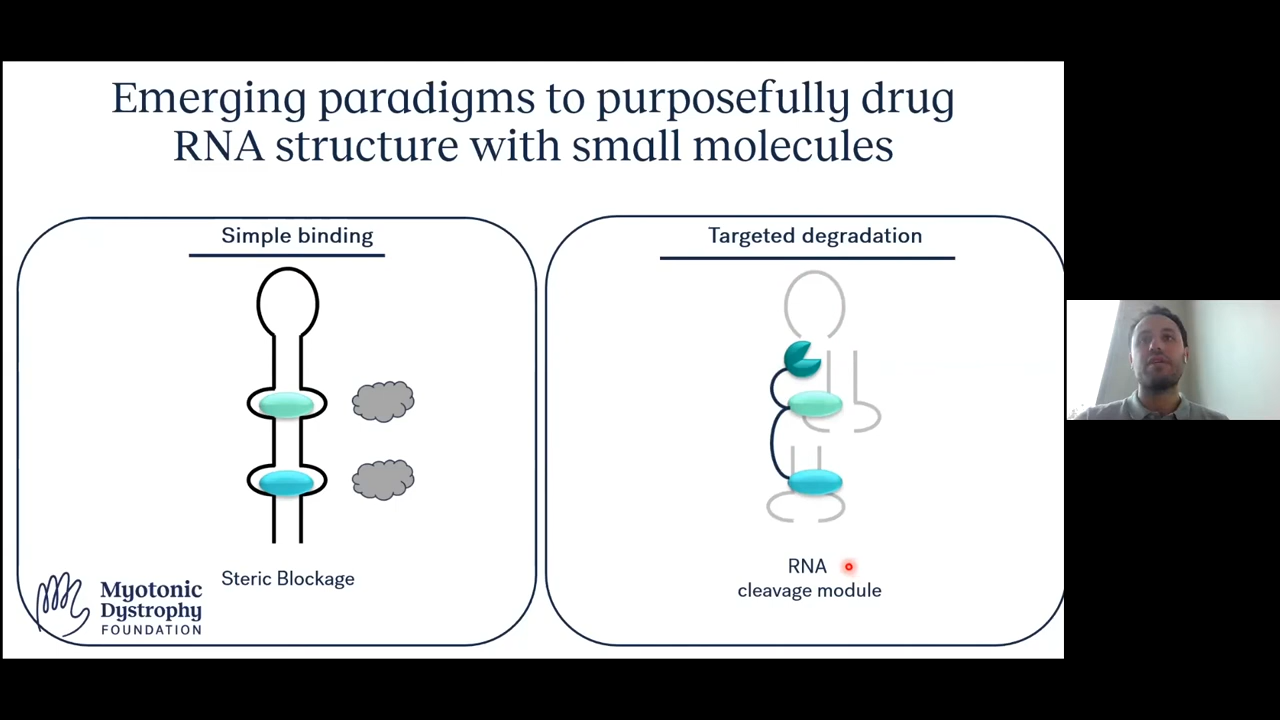 Emerging paradigms to purposefully drug
RNA structure with small molecules
Simple binding
Steric Blockage
Targeted degradation
RNA
cleavage module
Myotonic
Dystrophy
FOUNDATION